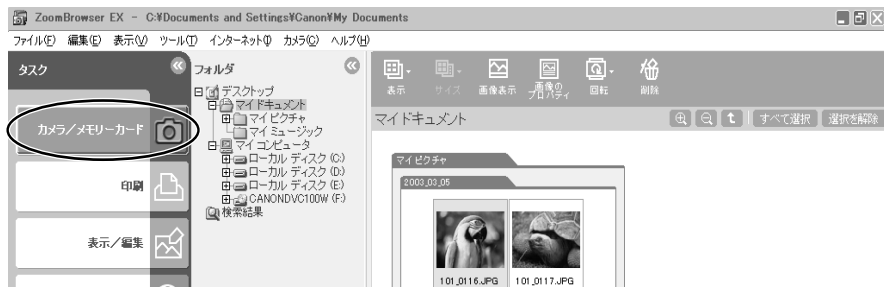 ZoomBrowser EX - C:¥Documents and Settings¥Canon¥My Documents
ファイル(F) 編集(E) 表示(V) ツール(T) インターネット(I) カメラ(C) ヘルプ(H)
タスク
カメラ／メモリーカード
印刷
表示／編集
フォルダ
デスクトップ
マイドキュメント
マイピクチャ
マイミュージック
マイ コンピュータ
ローカル ディスク (C:)
ローカル ディスク (D:)
ローカル ディスク (E:)
CANONDVC100W (F:)
検索結果
表示 サイズ 画像表示 画像のプロパティ 回転 削除
マイドキュメント
すべて選択 選択を解除
マイピクチャ
2003_03_05
101_0116.JPG 101_0117.JPG